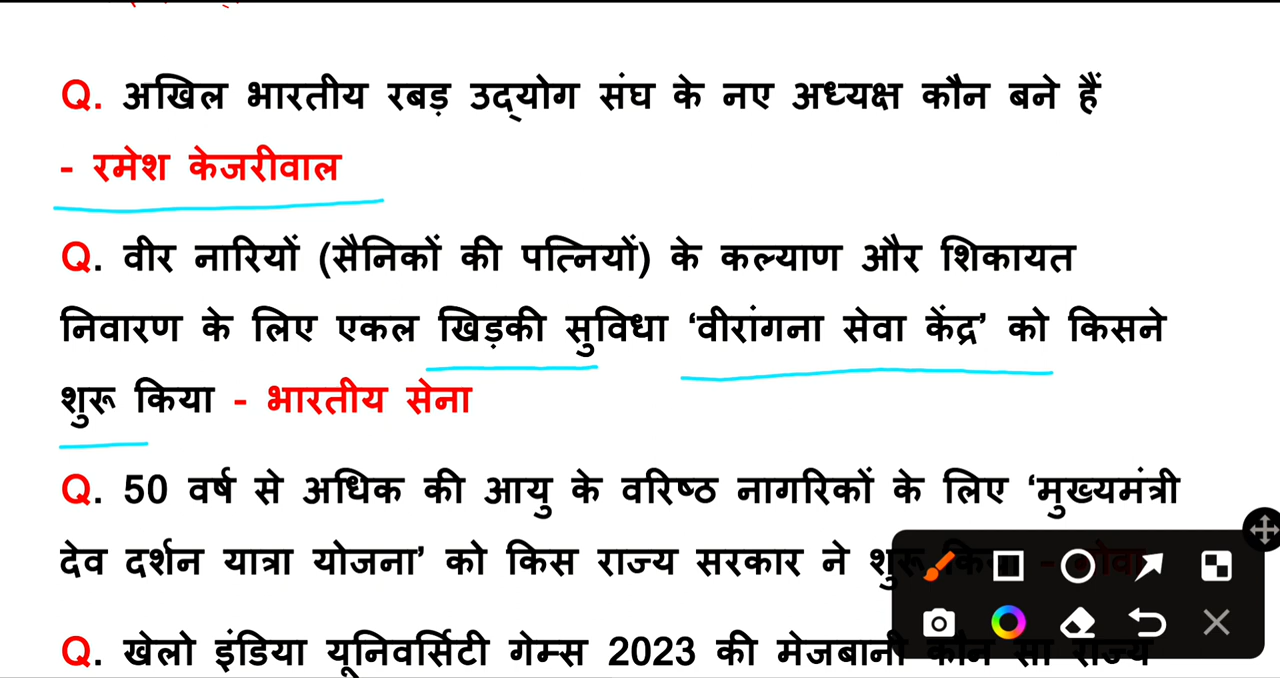 Q. अखिल भारतीय रबड़ उद्योग संघ के नए अध्यक्ष कौन बने हैं
- रमेश केजरीवाल
Q. वीर नारियों (सैनिकों की पत्नियों) के कल्याण और शिकायत
निवारण के लिए एकल खिड़की सुविधा ‘वीरांगना सेवा केंद्र’ को किसने
शुरू किया - भारतीय सेना
Q. 50 वर्ष से अधिक की आयु के वरिष्ठ नागरिकों के लिए ‘मुख्यमंत्री
देव दर्शन यात्रा योजना’ को किस राज्य सरकार ने शुरू किया - गोवा
Q. खेलो इंडिया यूनिवर्सिटी गेम्स 2023 की मेजबानी कौन सा राज्य